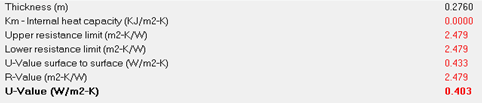 Thickness (m) 0.2760
Km - Internal heat capacity (KJ/m2-K) 0.0000
Upper resistance limit (m2-K/W) 2.479
Lower resistance limit (m2-K/W) 2.479
U-Value surface to surface (W/m2-K) 0.433
R-Value (m2-K/W) 2.479
U-Value (W/m2-K) 0.403